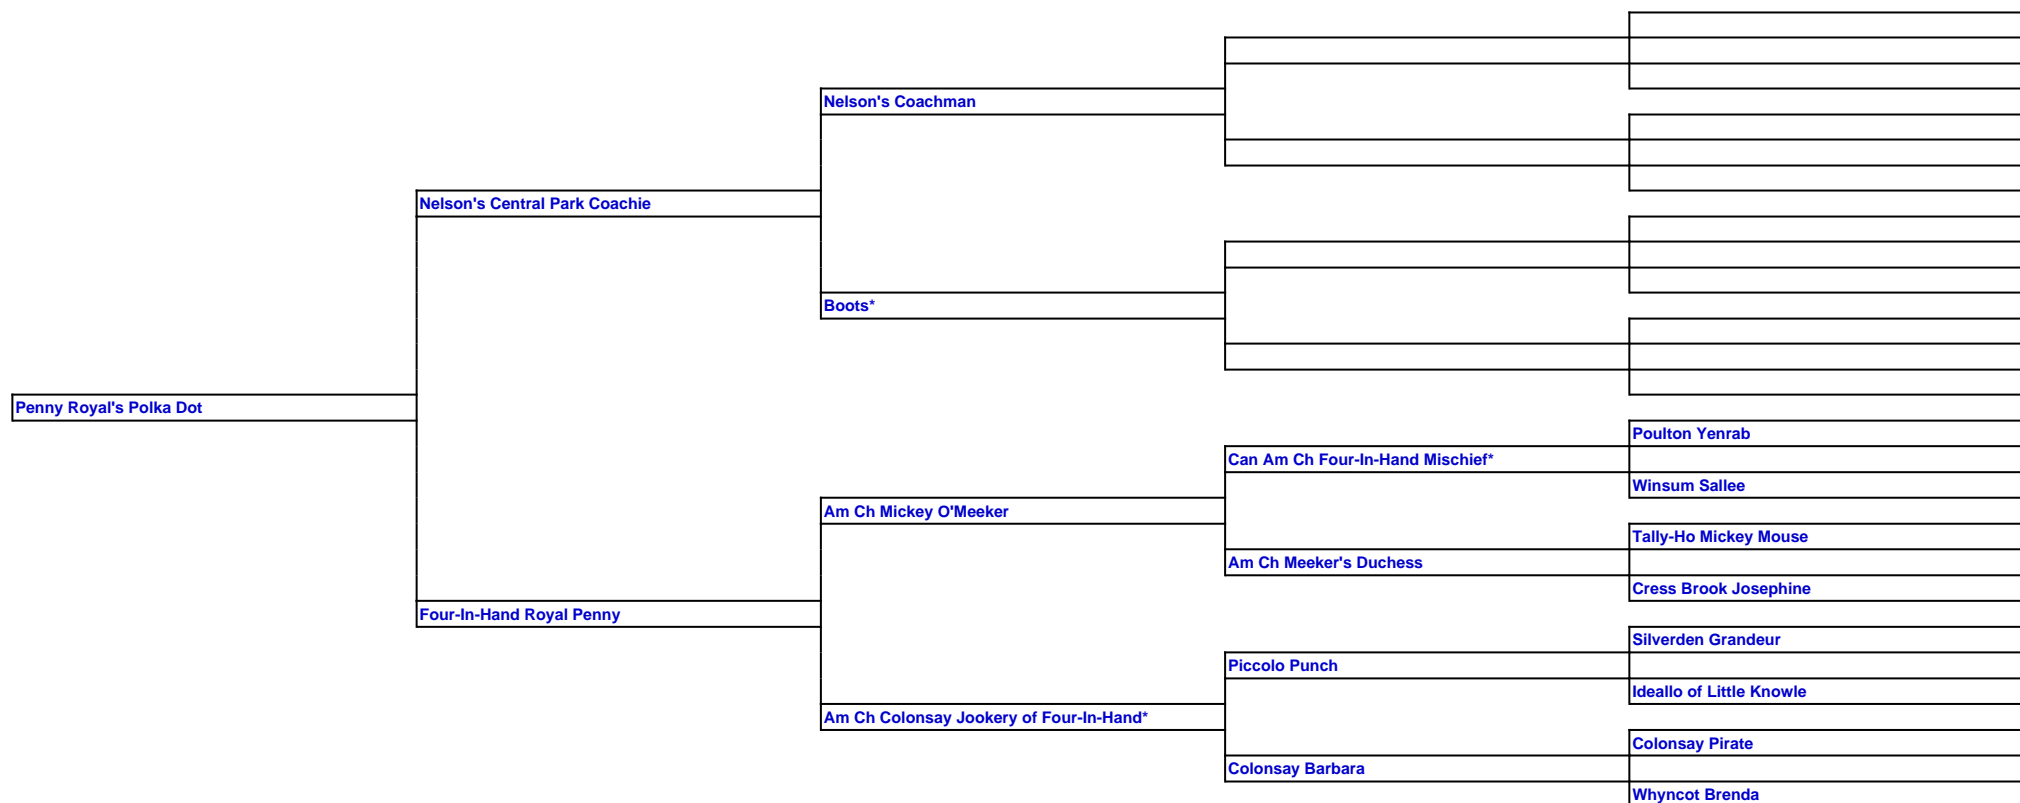 Nelson's Coachman
Nelson's Central Park Coachie
Boots*
Penny Royal's Polka Dot
Poulton Yenrab
Can Am Ch Four-In-Hand Mischief*
Winsum Sallee
Am Ch Mickey O'Meeker
Tally-Ho Mickey Mouse
Am Ch Meeker's Duchess
Cress Brook Josephine
Four-In-Hand Royal Penny
Silverden Grandeur
Piccolo Punch
Ideallo of Little Knowle
Am Ch Colonsay Jookery of Four-In-Hand*
Colonsay Pirate
Colonsay Barbara
Whyncot Brenda